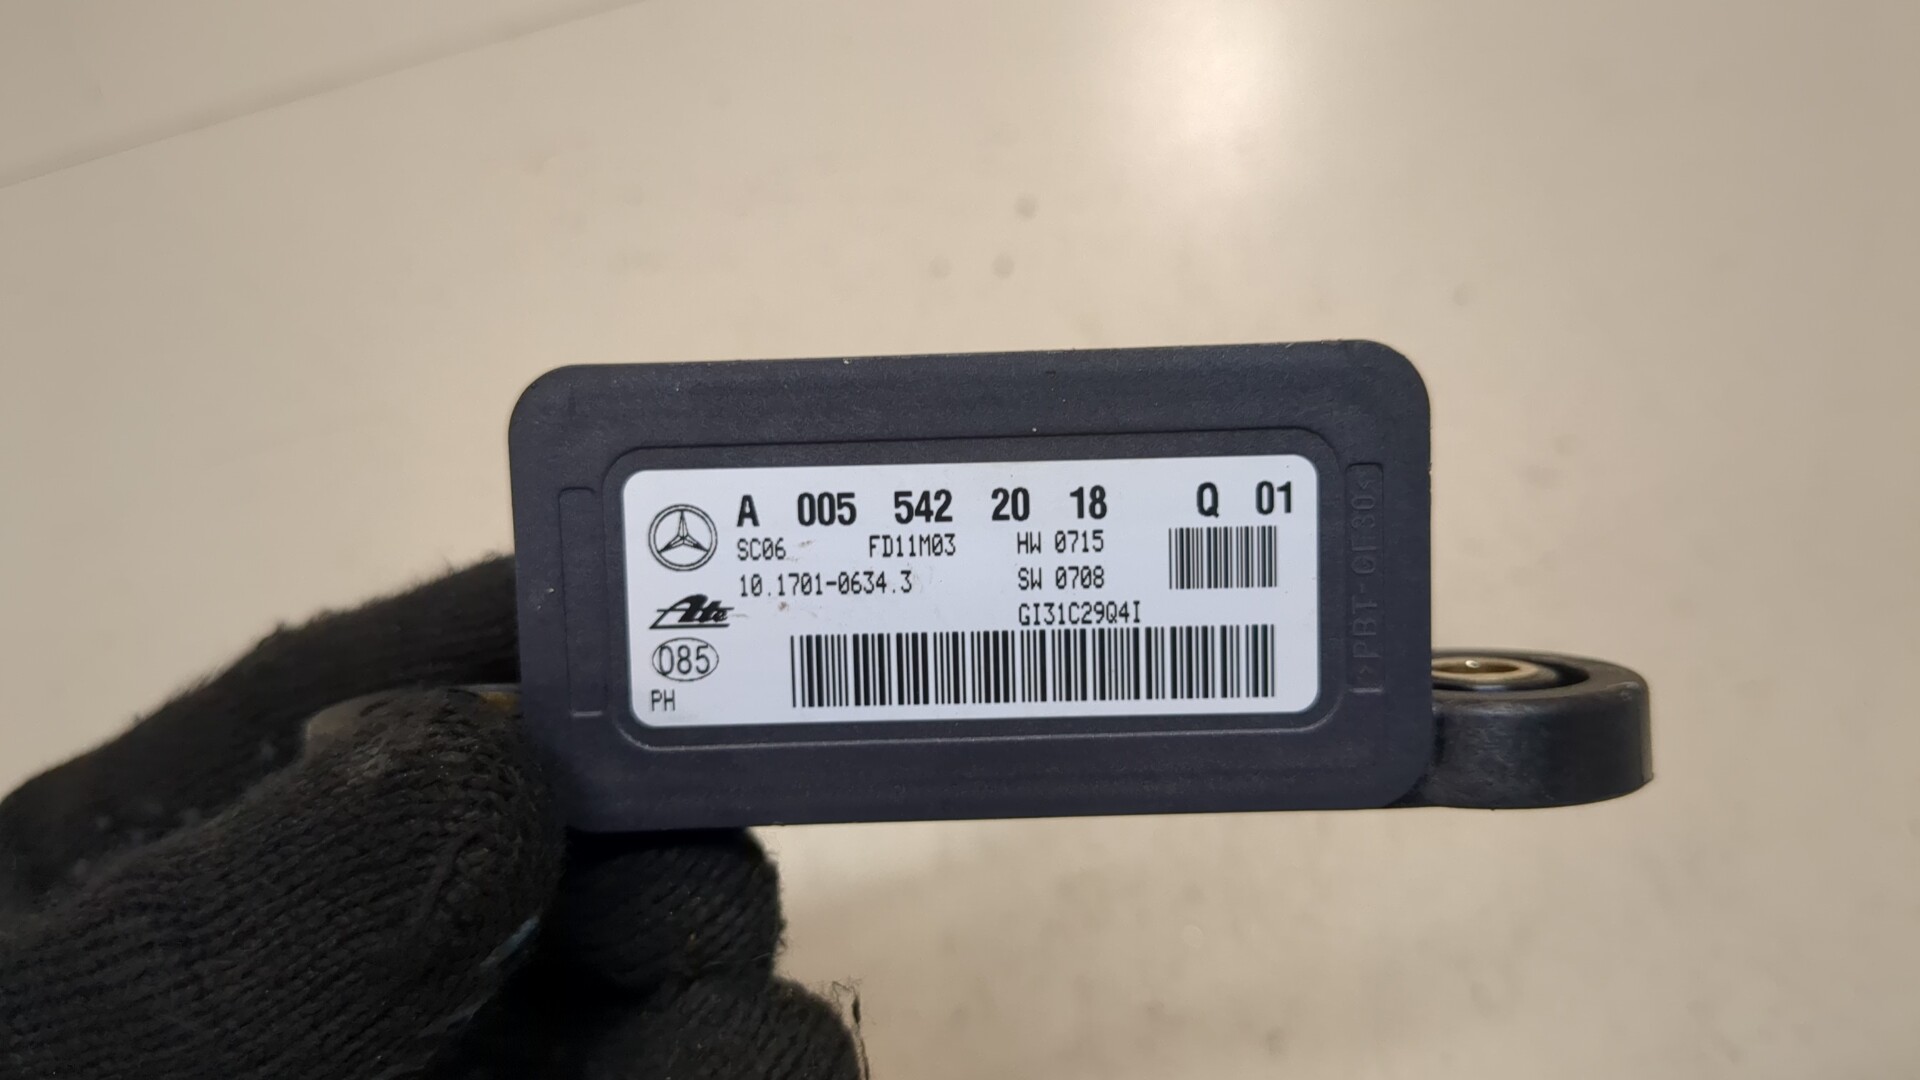 A 005 542 20 18 Q 01
SC06 FD11M03 HW 0715
10.1701-0634.3 SW 0708
Ate GI31C29Q4I
085
PH
>PBT-GF30<